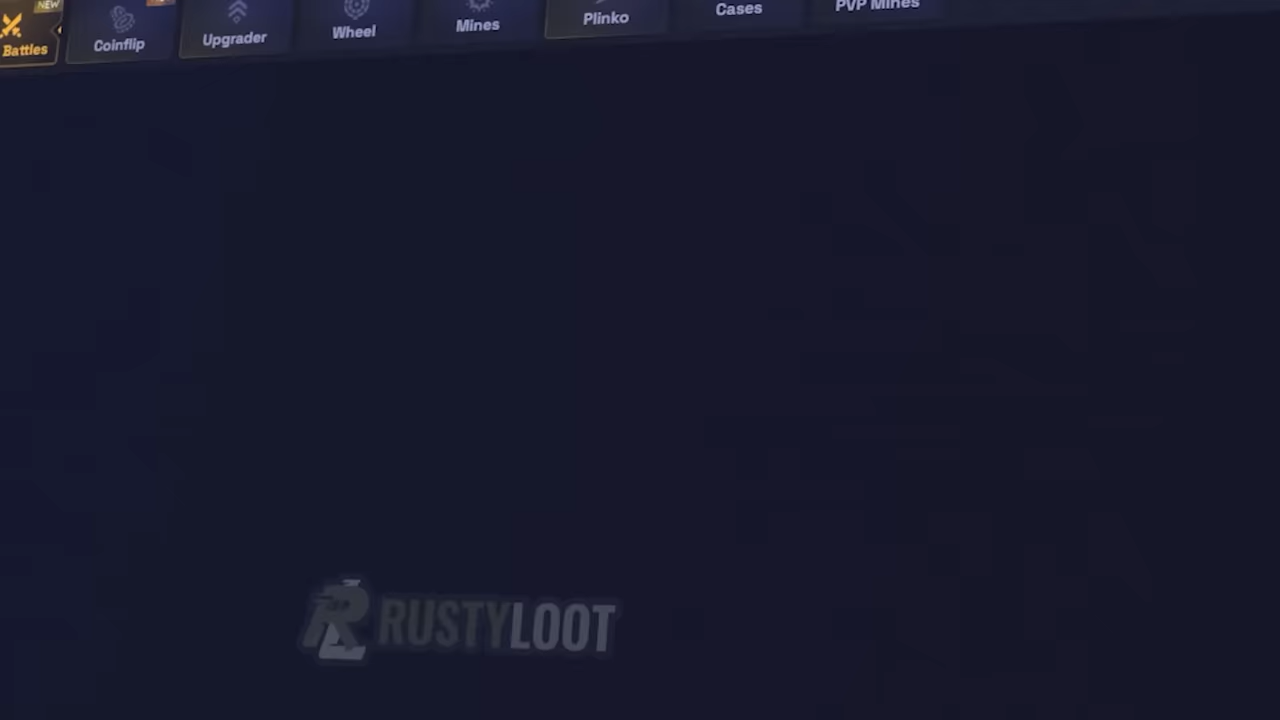 NEW
Battles
Coinflip
Upgrader
Wheel
Mines
Plinko
Cases
PVP Mines
RUSTYLOOT